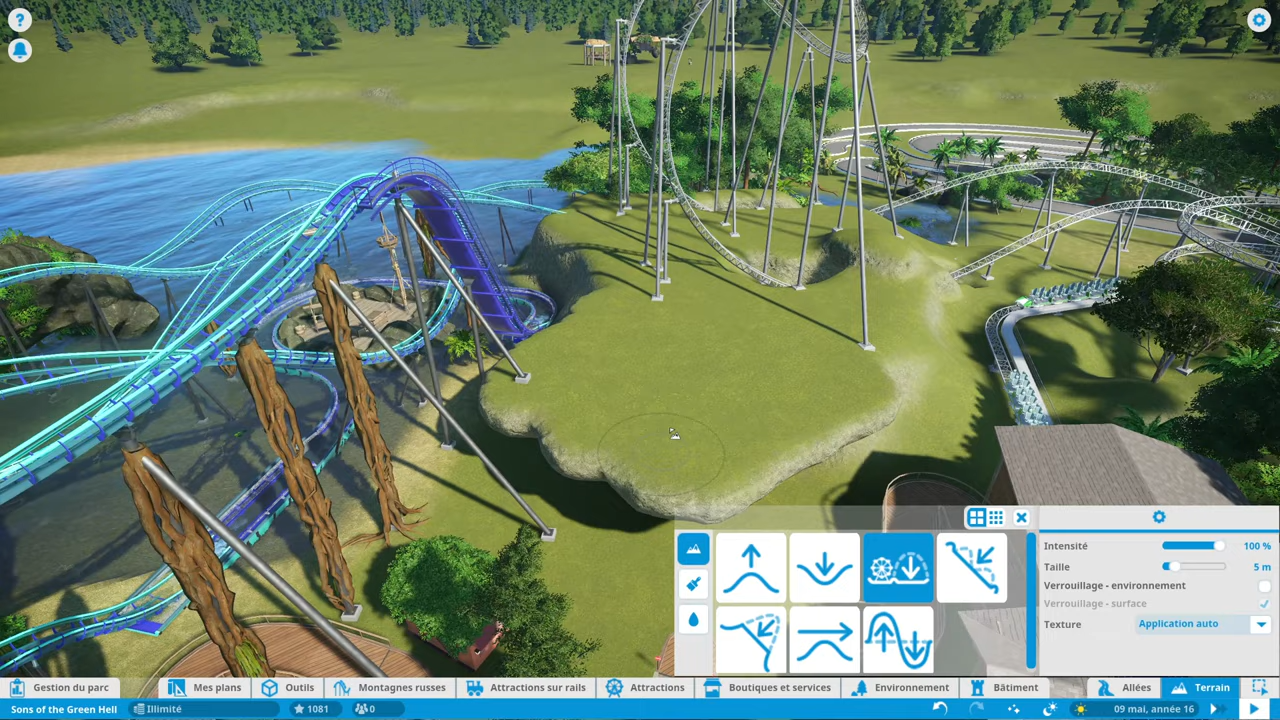 ?
Intensité 100 %
Taille 5 m
Verrouillage - environnement
Verrouillage - surface
Texture Application auto
Gestion du parc Mes plans Outils Montagnes russes Attractions sur rails Attractions Boutiques et services Environnement Bâtiment Allées Terrain
Sons of the Green Hell Illimité 1081 0 09 mai, année 16